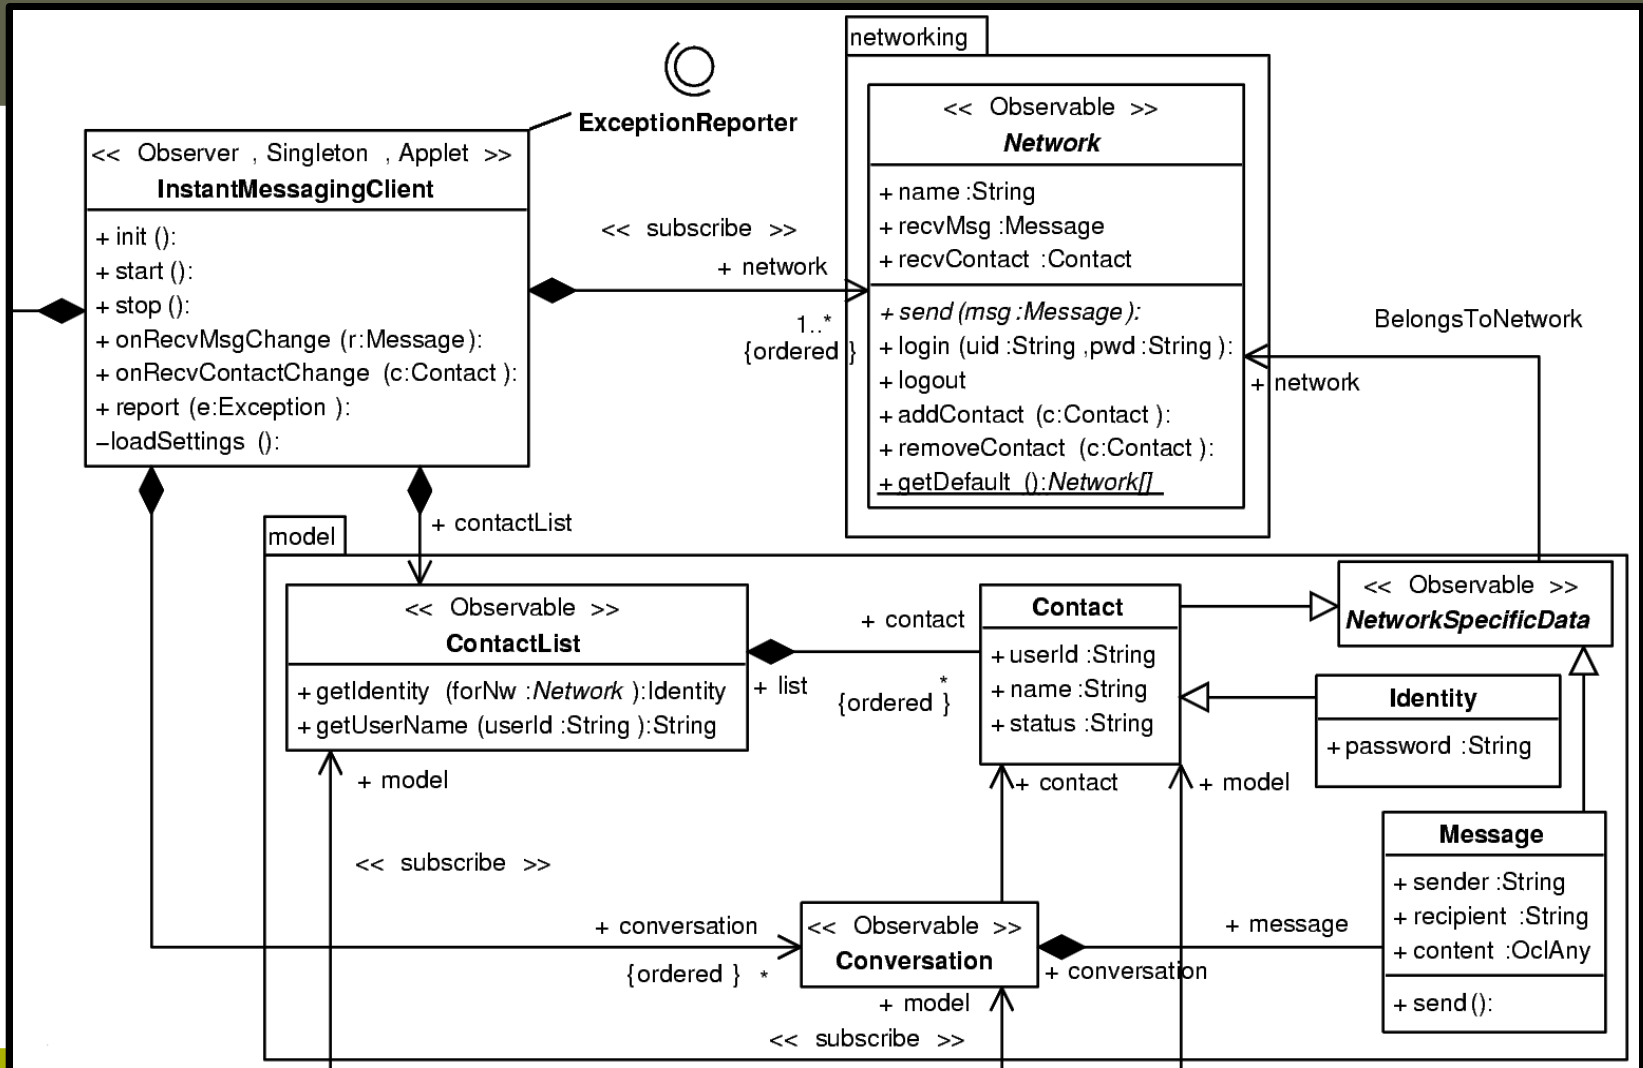 networking
ExceptionReporter
<< Observer , Singleton , Applet >>
InstantMessagingClient
+ init ():
+ start ():
+ stop ():
+ onRecvMsgChange (r:Message):
+ onRecvContactChange (c:Contact ):
+ report (e:Exception ):
–loadSettings ():
<< subscribe >>
+ network
1..*
{ordered }
<< Observable >>
Network
+ name :String
+ recvMsg :Message
+ recvContact :Contact
+ send (msg :Message ):
+ login (uid :String ,pwd :String ):
+ logout
+ addContact (c:Contact ):
+ removeContact (c:Contact ):
+ getDefault ():Network[]
BelongsToNetwork
+ network
+ contactList
model
<< Observable >>
ContactList
+ getIdentity (forNw :Network ):Identity
+ getUserName (userId :String ):String
+ contact
+ list
*
{ordered }
Contact
+ userId :String
+ name :String
+ status :String
<< Observable >>
NetworkSpecificData
Identity
+ password :String
+ model
+ contact
+ model
<< subscribe >>
Message
+ sender :String
+ recipient :String
+ content :OclAny
+ send ():
+ conversation
{ordered } *
<< Observable >>
Conversation
+ message
+ conversation
+ model
<< subscribe >>